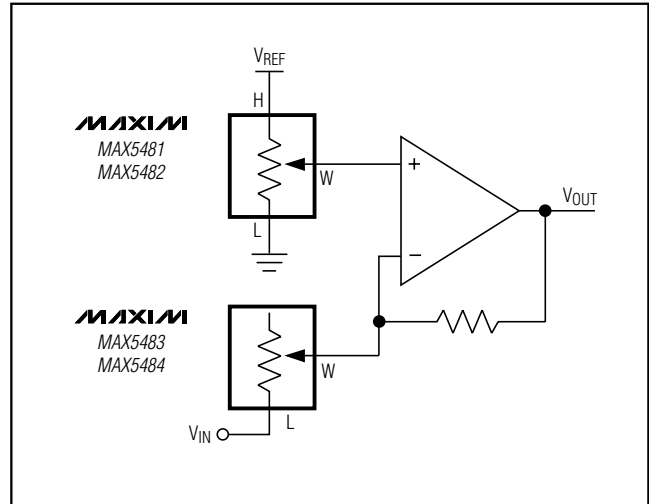 VREF
H
MAXIM
MAX5481
MAX5482
W
+
L
VOUT
−
MAXIM
MAX5483
MAX5484
W
L
VIN